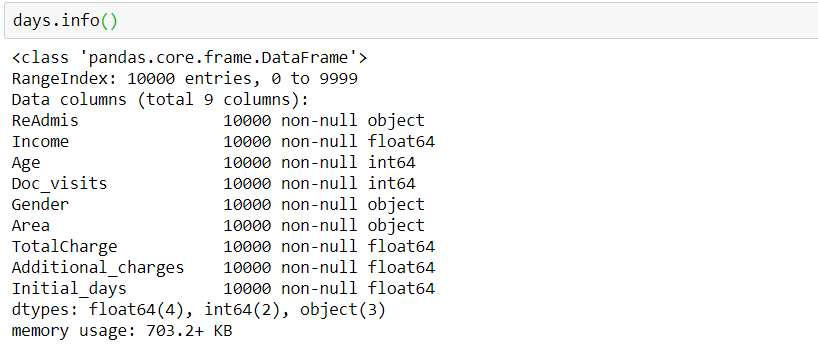 days.info()
<class 'pandas.core.frame.DataFrame'>
RangeIndex: 10000 entries, 0 to 9999
Data columns (total 9 columns):
ReAdmis               10000 non-null object
Income                10000 non-null float64
Age                   10000 non-null int64
Doc_visits            10000 non-null int64
Gender                10000 non-null object
Area                  10000 non-null object
TotalCharge           10000 non-null float64
Additional_charges    10000 non-null float64
Initial_days          10000 non-null float64
dtypes: float64(4), int64(2), object(3)
memory usage: 703.2+ KB